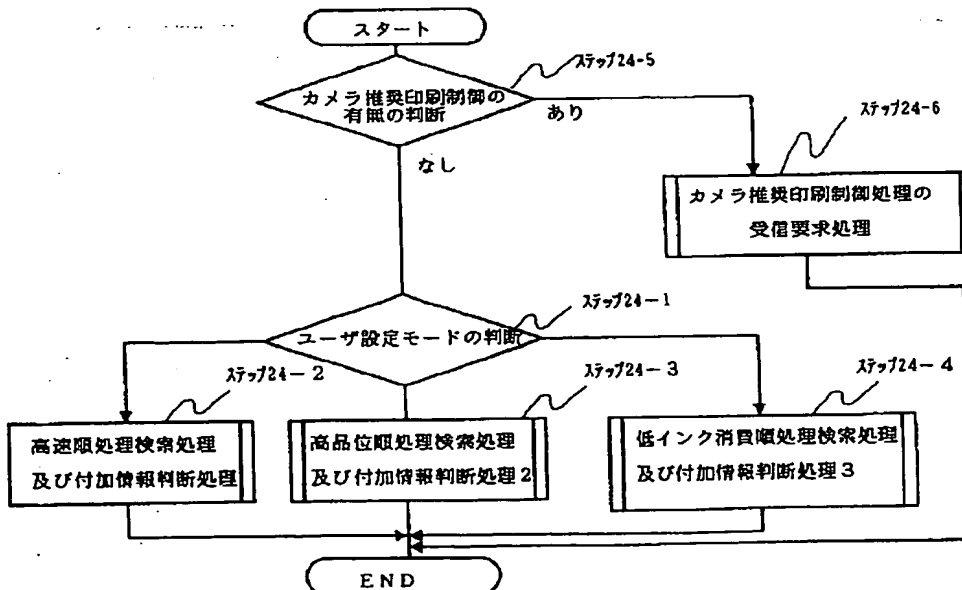 スタート
ステップ24-5
カメラ推奨印刷制御の
有無の判断
あり
なし
ステップ24-6
カメラ推奨印刷制御処理の
受信要求処理
ステップ24-1
ユーザ設定モードの判断
ステップ24-2
ステップ24-3
ステップ24-4
高速順処理検索処理
及び付加情報判断処理
高品位順処理検索処理
及び付加情報判断処理2
低インク消費順処理検索処理
及び付加情報判断処理3
END